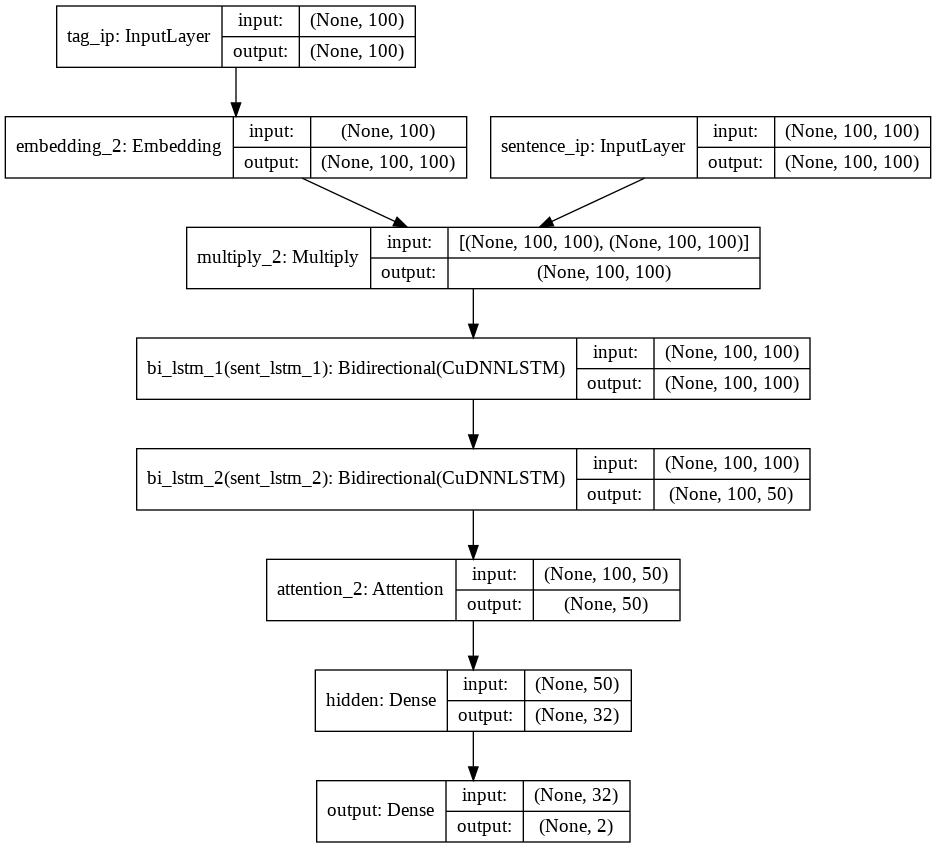 tag_ip: InputLayer
input: (None, 100)
output: (None, 100)
embedding_2: Embedding
input: (None, 100)
output: (None, 100, 100)
sentence_ip: InputLayer
input: (None, 100, 100)
output: (None, 100, 100)
multiply_2: Multiply
input: [(None, 100, 100), (None, 100, 100)]
output: (None, 100, 100)
bi_lstm_1(sent_lstm_1): Bidirectional(CuDNNLSTM)
input: (None, 100, 100)
output: (None, 100, 100)
bi_lstm_2(sent_lstm_2): Bidirectional(CuDNNLSTM)
input: (None, 100, 100)
output: (None, 100, 50)
attention_2: Attention
input: (None, 100, 50)
output: (None, 50)
hidden: Dense
input: (None, 50)
output: (None, 32)
output: Dense
input: (None, 32)
output: (None, 2)